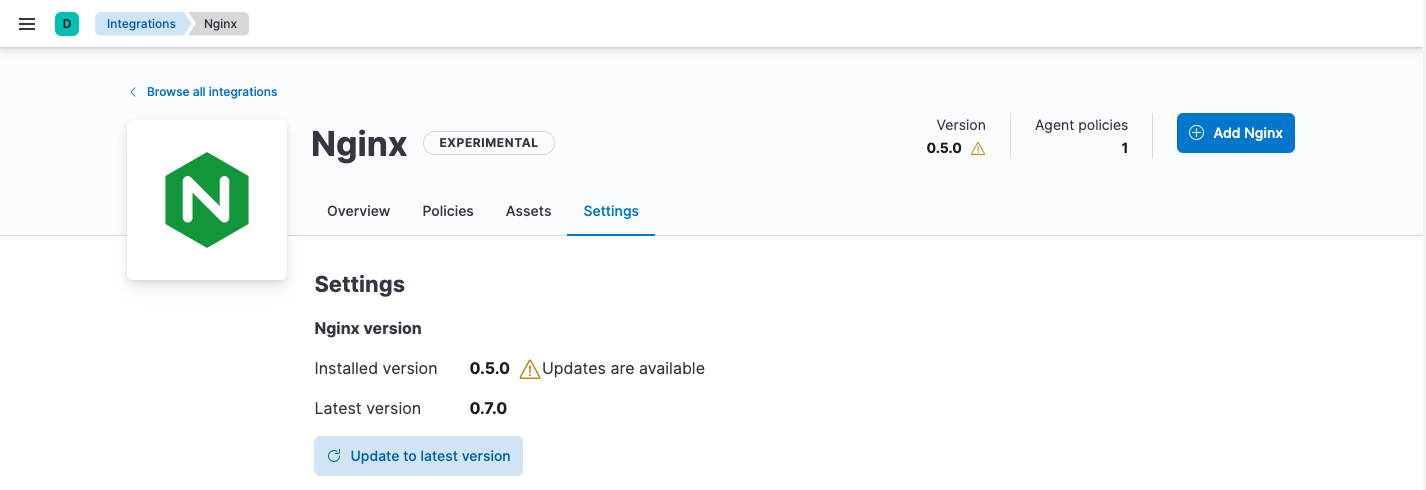 D Integrations Nginx
Browse all integrations
Nginx EXPERIMENTAL
Version
0.5.0
Agent policies
1
Add Nginx
N
Overview Policies Assets Settings
Settings
Nginx version
Installed version 0.5.0 Updates are available
Latest version 0.7.0
Update to latest version